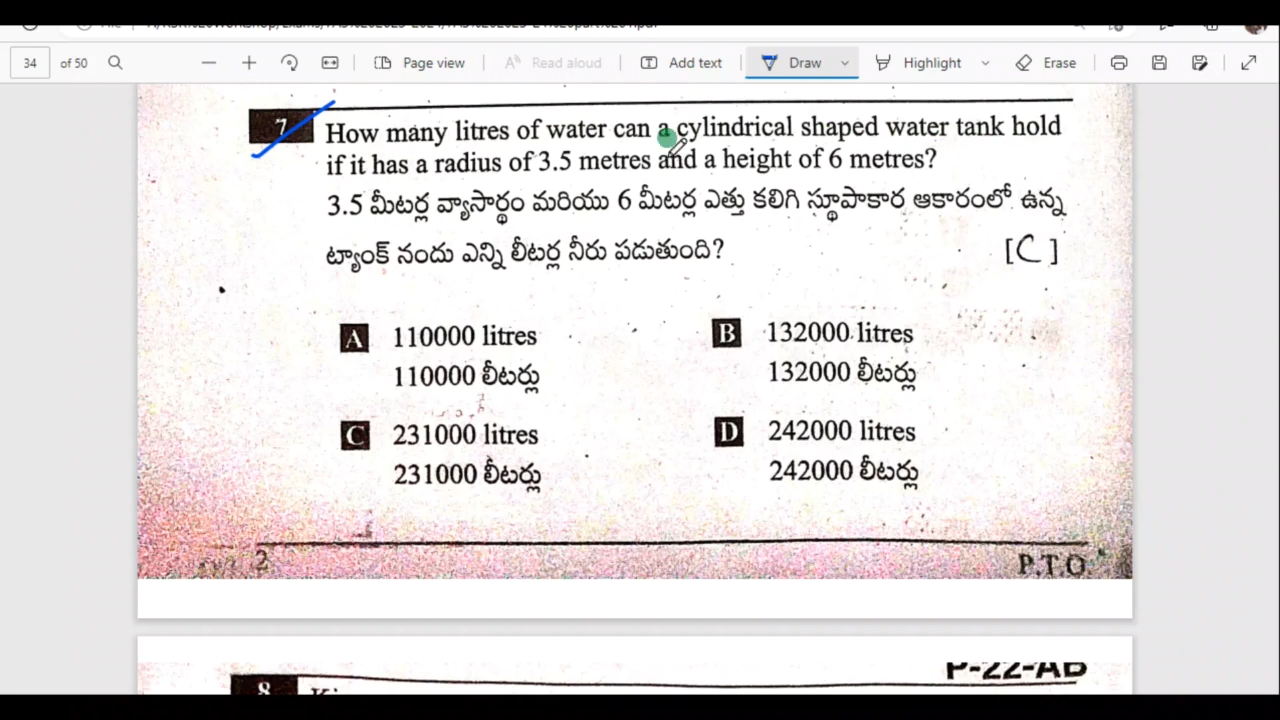 34 of 50 Page view Read aloud Add text Draw Highlight Erase
7 How many litres of water can a cylindrical shaped water tank hold
if it has a radius of 3.5 metres and a height of 6 metres?
3.5 మీటర్ల వ్యాసార్థం మరియు 6 మీటర్ల ఎత్తు కలిగి స్థూపాకార ఆకారంలో ఉన్న
ట్యాంక్ నందు ఎన్ని లీటర్ల నీరు పడుతుంది? [C]
A 110000 litres B 132000 litres
110000 లీటర్లు 132000 లీటర్లు
C 231000 litres D 242000 litres
231000 లీటర్లు 242000 లీటర్లు
2 P.T.O
P-22-AB
8